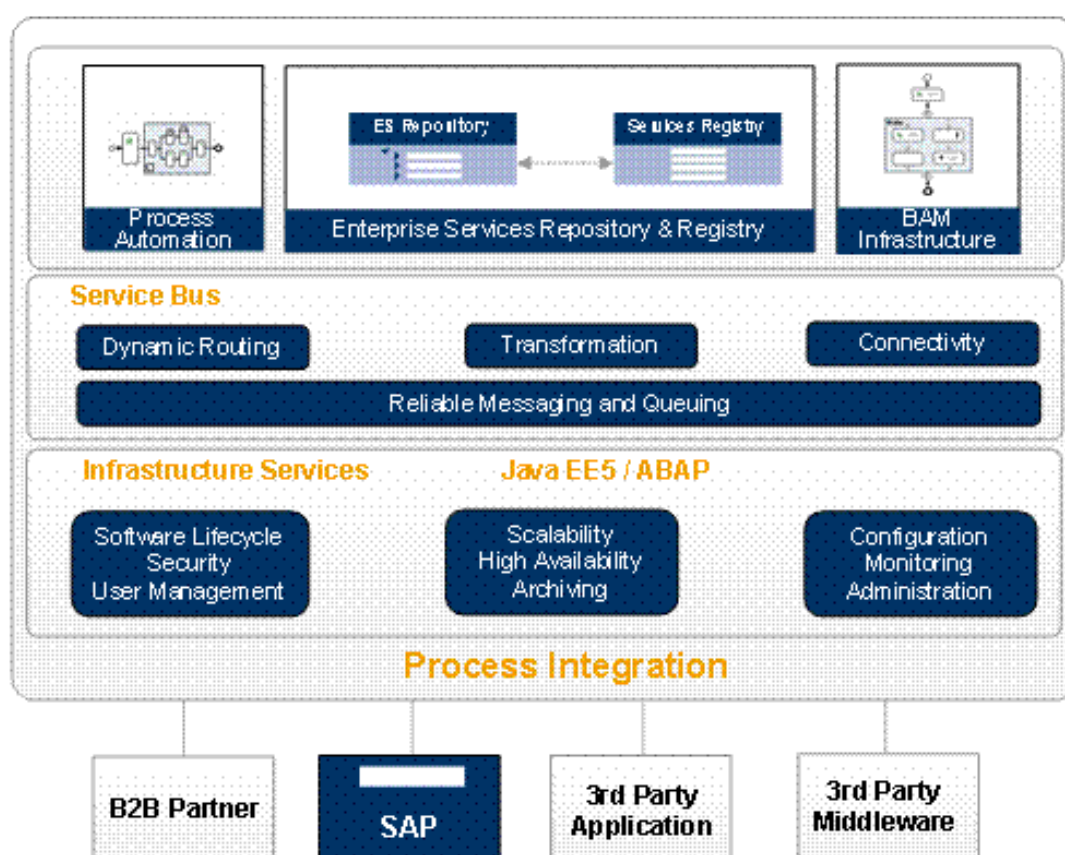 ES Repository
Services Registry
Process
Automation
Enterprise Services Repository & Registry
BAM
Infrastructure
Service Bus
Dynamic Routing
Transformation
Connectivity
Reliable Messaging and Queuing
Infrastructure Services
Java EE5 / ABAP
Software Lifecycle
Security
User Management
Scalability
High Availability
Archiving
Configuration
Monitoring
Administration
Process Integration
B2B Partner
SAP
3rd Party
Application
3rd Party
Middleware